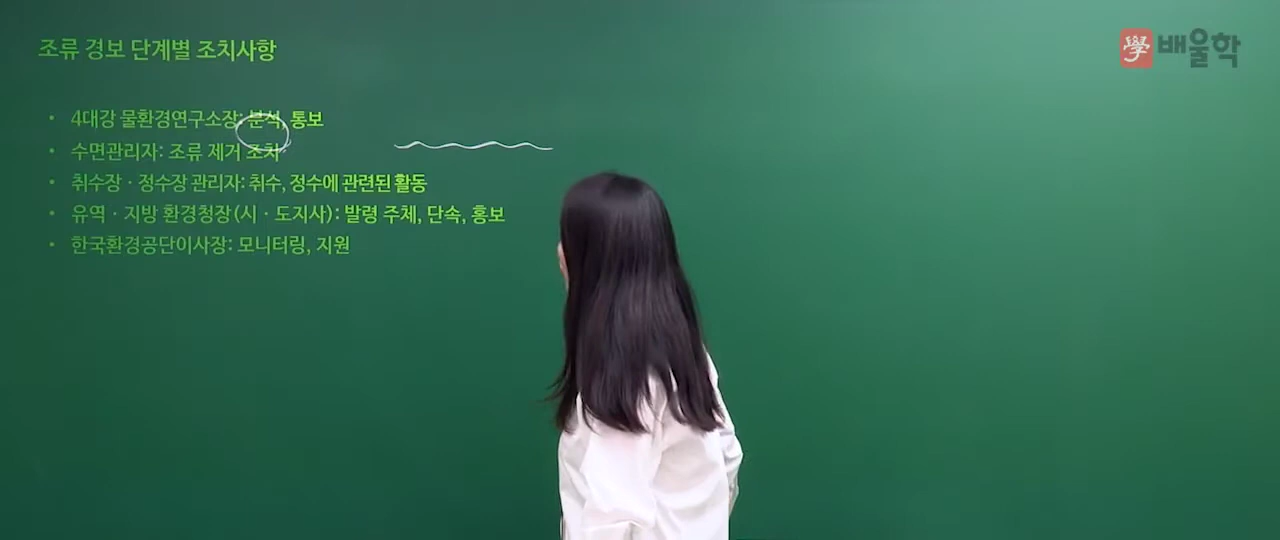 조류 경보 단계별 조치사항
學 배울학
• 4대강 물환경연구소장: 분석, 통보
• 수면관리자: 조류 제거 조치
• 취수장 · 정수장 관리자: 취수, 정수에 관련된 활동
• 유역 · 지방 환경청장(시 · 도지사): 발령 주체, 단속, 홍보
• 한국환경공단이사장: 모니터링, 지원